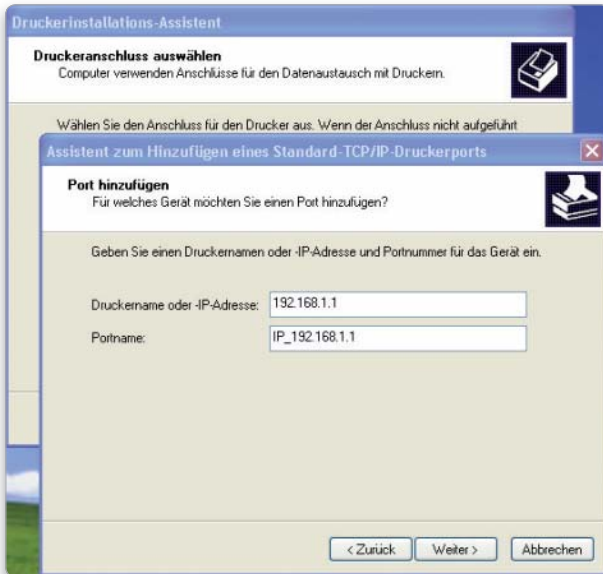 Druckerinstallations-Assistent
Druckeranschluss auswählen
Computer verwenden Anschlüsse für den Datenaustausch mit Druckern.
Wählen Sie den Anschluss für den Drucker aus. Wenn der Anschluss nicht aufgeführt
Assistent zum Hinzufügen eines Standard-TCP/IP-Druckerports
Port hinzufügen
Für welches Gerät möchten Sie einen Port hinzufügen?
Geben Sie einen Druckernamen oder -IP-Adresse und Portnummer für das Gerät ein.
Druckername oder -IP-Adresse: 192.168.1.1
Portname: IP_192.168.1.1
< Zurück Weiter > Abbrechen